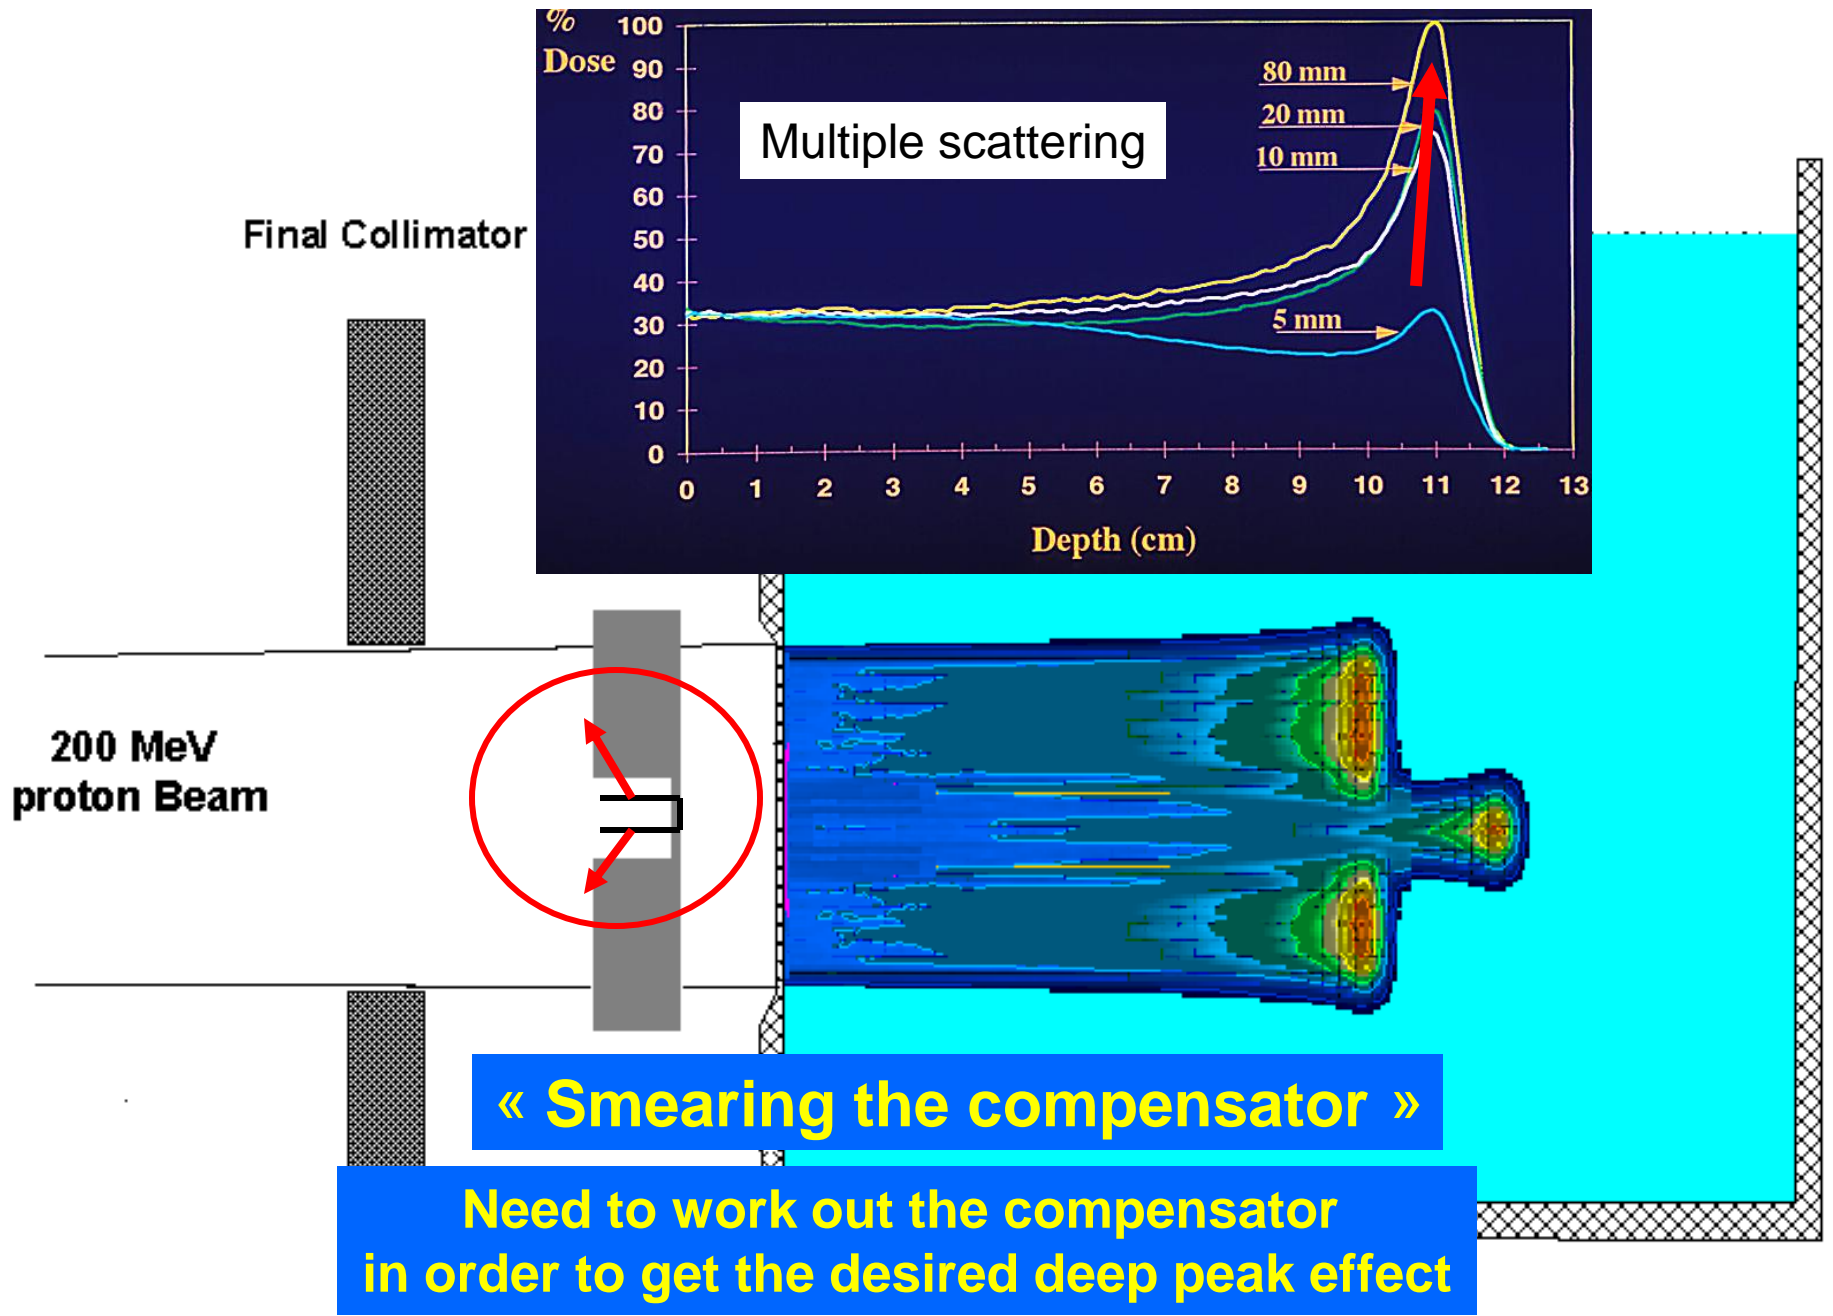 %
Dose
100
90
80
70
60
50
40
30
20
10
0
Multiple scattering
80 mm
20 mm
10 mm
5 mm
0 1 2 3 4 5 6 7 8 9 10 11 12 13
Depth (cm)
Final Collimator
200 MeV
proton Beam
« Smearing the compensator »
Need to work out the compensator
in order to get the desired deep peak effect